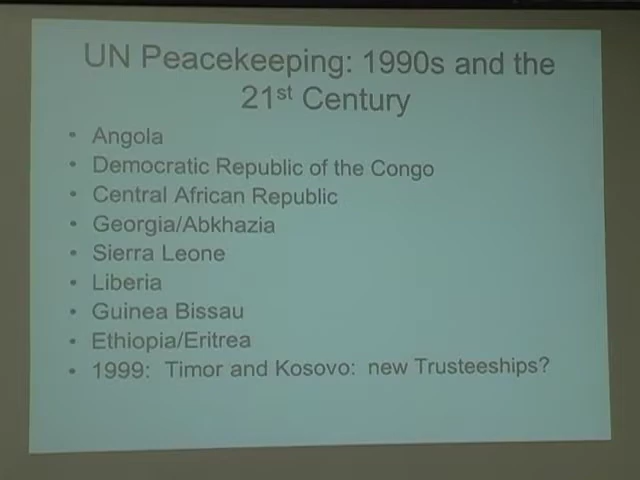 UN Peacekeeping: 1990s and the
21st Century
• Angola
• Democratic Republic of the Congo
• Central African Republic
• Georgia/Abkhazia
• Sierra Leone
• Liberia
• Guinea Bissau
• Ethiopia/Eritrea
• 1999: Timor and Kosovo: new Trusteeships?